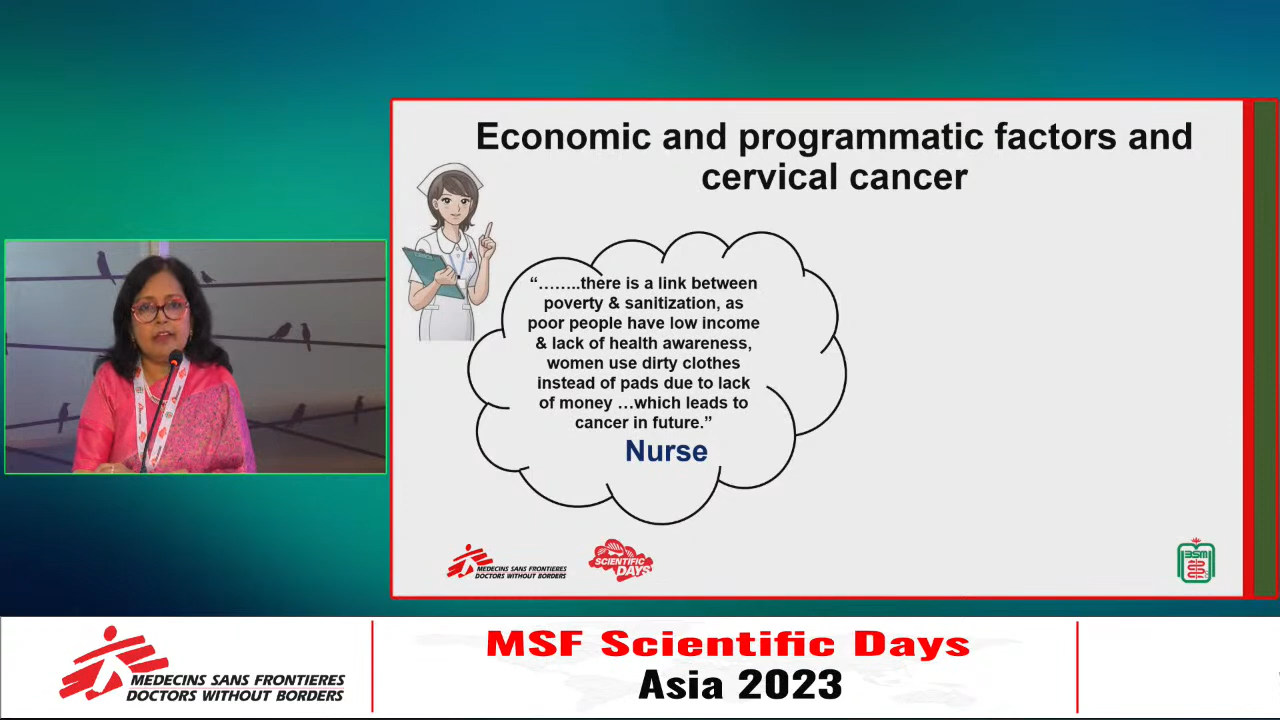 Economic and programmatic factors and
cervical cancer
“……..there is a link between
poverty & sanitization, as
poor people have low income
& lack of health awareness,
women use dirty clothes
instead of pads due to lack
of money …which leads to
cancer in future.”
Nurse
MEDECINS SANS FRONTIERES
DOCTORS WITHOUT BORDERS
SCIENTIFIC
DAYS
MEDECINS SANS FRONTIERES
DOCTORS WITHOUT BORDERS
MSF Scientific Days
Asia 2023